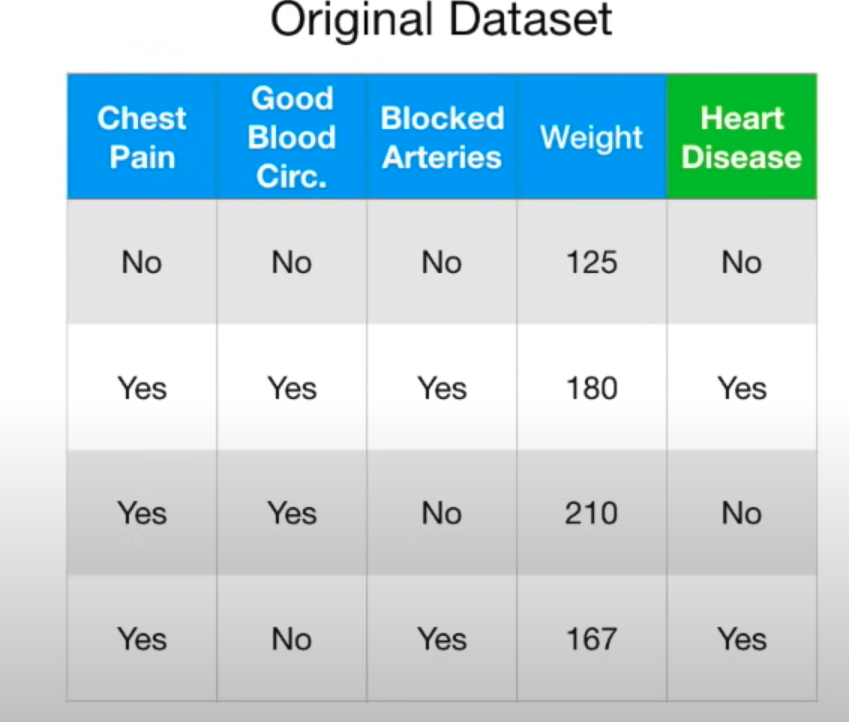 Original Dataset
Chest Pain | Good Blood Circ. | Blocked Arteries | Weight | Heart Disease
No | No | No | 125 | No
Yes | Yes | Yes | 180 | Yes
Yes | Yes | No | 210 | No
Yes | No | Yes | 167 | Yes